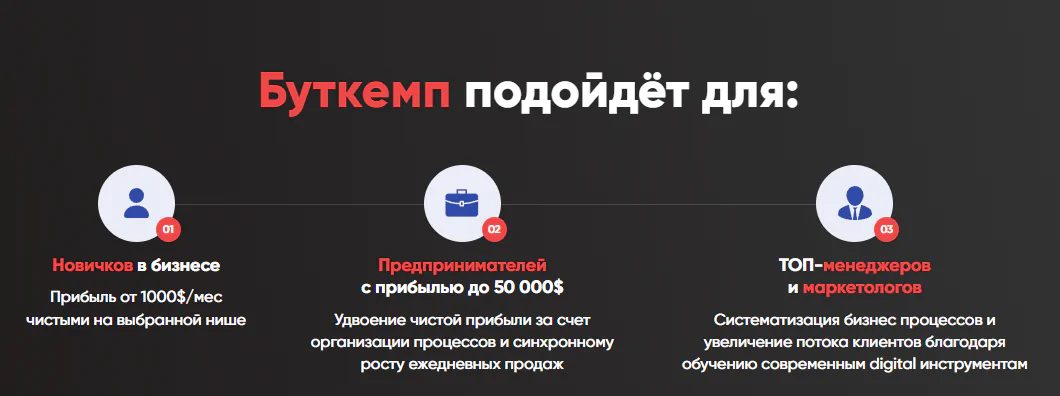 Буткемп подойдёт для:
01
Новичков в бизнесе
Прибыль от 1000$/мес
чистыми на выбранной нише
02
Предпринимателей
с прибылью до 50 000$
Удвоение чистой прибыли за счет
организации процессов и синхронному
росту ежедневных продаж
03
ТОП-менеджеров
и маркетологов
Систематизация бизнес процессов и
увеличение потока клиентов благодаря
обучению современным digital инструментам